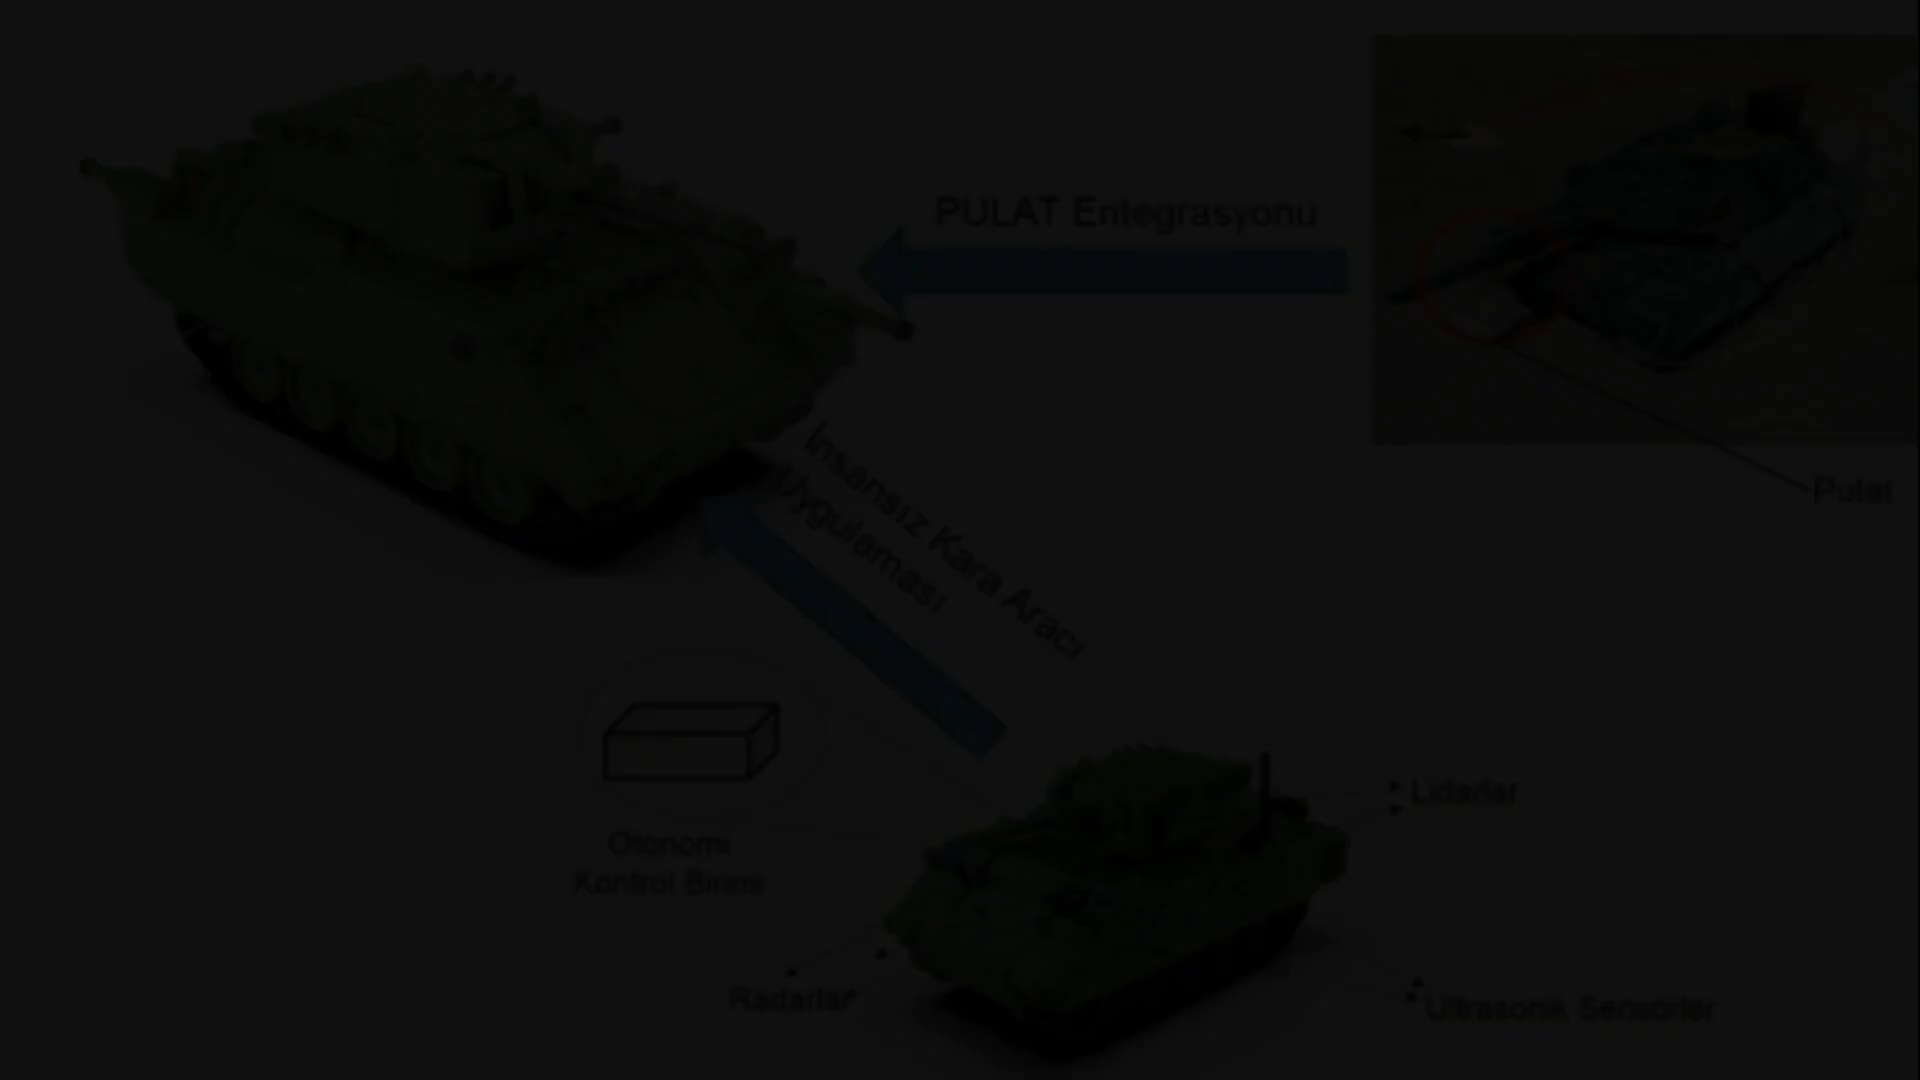 PULAT Entegrasyonu
Pulat
İnsansız Kara Aracı
Uygulaması
Lidarlar
Otonomi
Kontrol Birimi
Radarlar
Ultrasonik Sensörler